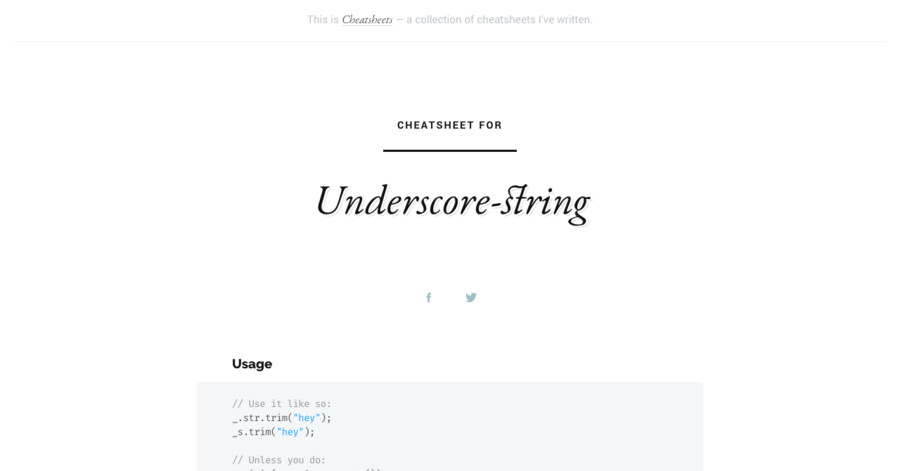 This is Cheatsheets — a collection of cheatsheets I've written.
CHEATSHEET FOR
Underscore-string
Usage
// Use it like so:
_.str.trim("hey");
_s.trim("hey");
// Unless you do: